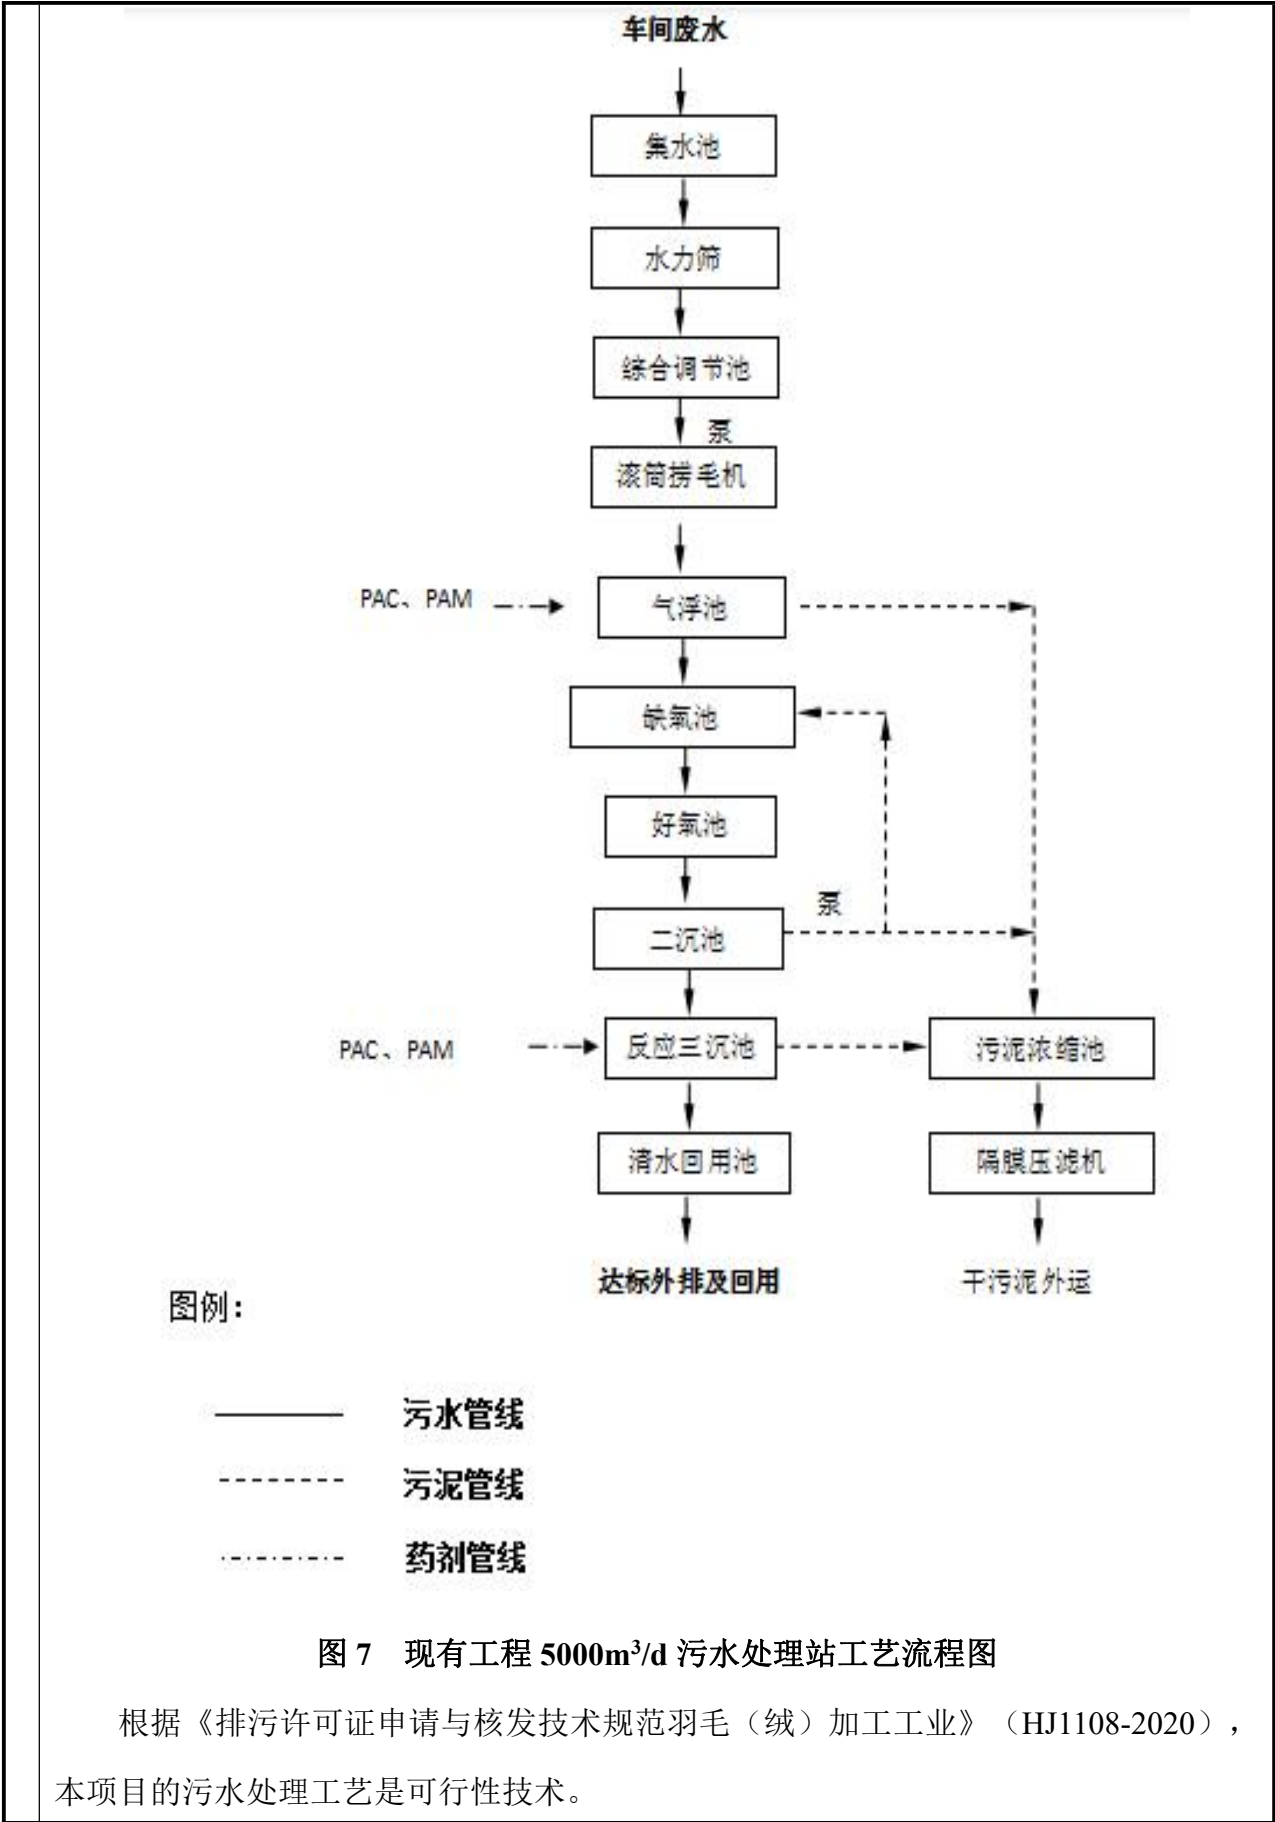 车间废水
集水池
水力筛
综合调节池
泵
滚筒捞毛机
PAC、PAM
气浮池
缺氧池
好氧池
泵
二沉池
PAC、PAM
反应三沉池
污泥浓缩池
清水回用池
隔膜压滤机
达标外排及回用
干污泥外运
图例：
污水管线
污泥管线
药剂管线
图 7 现有工程 5000m³/d 污水处理站工艺流程图
根据《排污许可证申请与核发技术规范羽毛（绒）加工工业》（HJ1108-2020），
本项目的污水处理工艺是可行性技术。